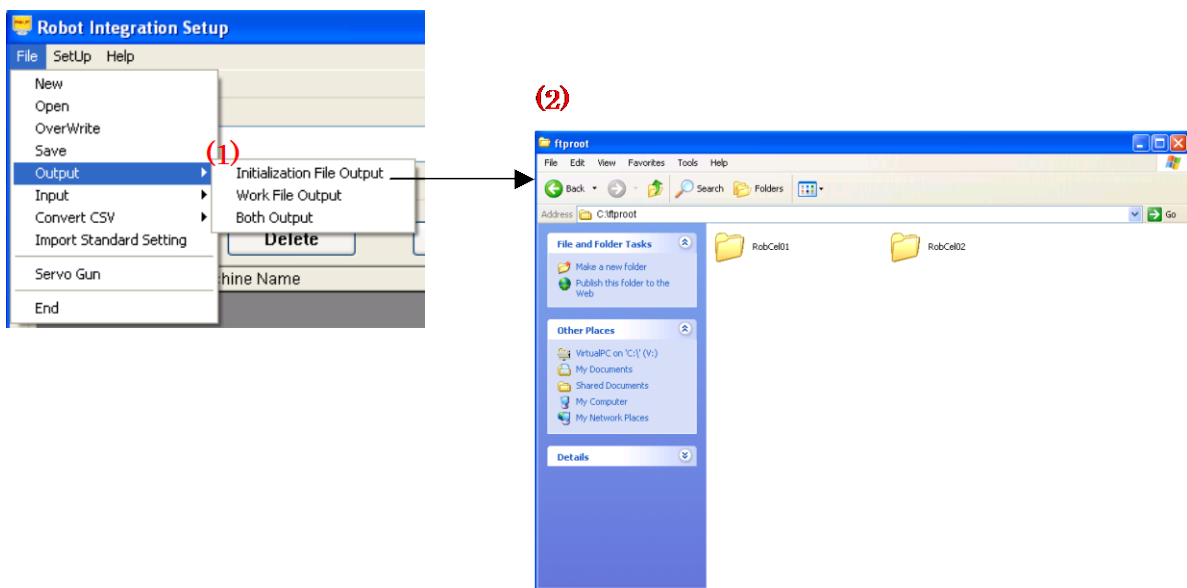 Robot Integration Setup
File SetUp Help
New
Open
OverWrite
Save
(1)
Output
Input
Convert CSV
Import Standard Setting
Servo Gun
End
Initialization File Output
Work File Output
Both Output
Delete
hine Name
(2)
ftproot
File Edit View Favorites Tools Help
Back Search Folders
Address C:\ftproot Go
File and Folder Tasks
Make a new folder
Publish this folder to the
Web
Other Places
VirtualPC on 'C:\' (V:)
My Documents
Shared Documents
My Computer
My Network Places
Details
RobCel01
RobCel02